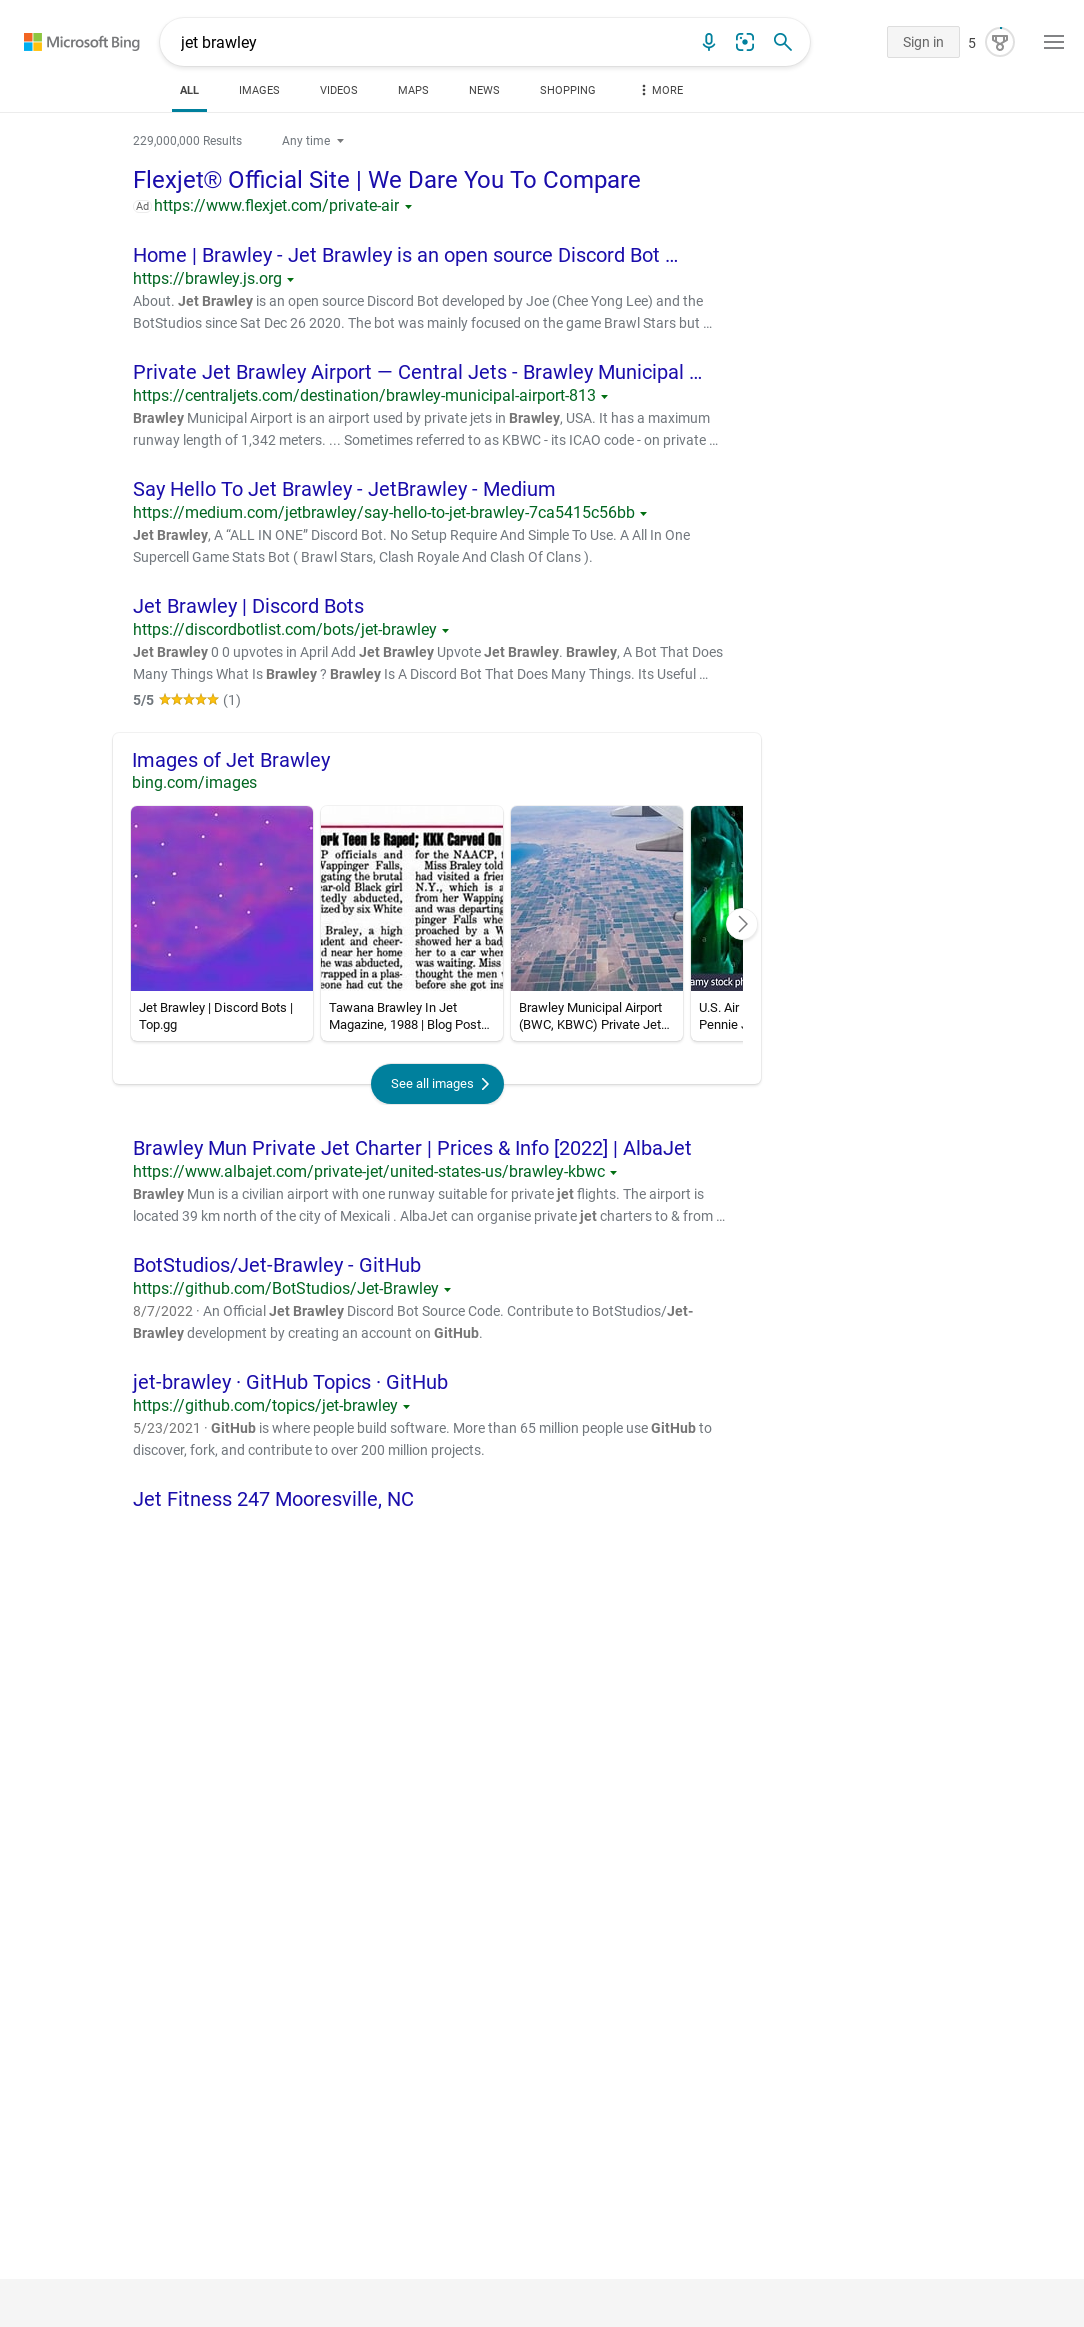 Microsoft Bing
jet brawley
Sign in
5
ALL
IMAGES
VIDEOS
MAPS
NEWS
SHOPPING
MORE
229,000,000 Results
Any time
Flexjet® Official Site | We Dare You To Compare
Ad https://www.flexjet.com/private-air
Home | Brawley - Jet Brawley is an open source Discord Bot …
https://brawley.js.org
About. Jet Brawley is an open source Discord Bot developed by Joe (Chee Yong Lee) and the
BotStudios since Sat Dec 26 2020. The bot was mainly focused on the game Brawl Stars but …
Private Jet Brawley Airport — Central Jets - Brawley Municipal …
https://centraljets.com/destination/brawley-municipal-airport-813
Brawley Municipal Airport is an airport used by private jets in Brawley, USA. It has a maximum
runway length of 1,342 meters. ... Sometimes referred to as KBWC - its ICAO code - on private …
Say Hello To Jet Brawley - JetBrawley - Medium
https://medium.com/jetbrawley/say-hello-to-jet-brawley-7ca5415c56bb
Jet Brawley, A “ALL IN ONE” Discord Bot. No Setup Require And Simple To Use. A All In One
Supercell Game Stats Bot ( Brawl Stars, Clash Royale And Clash Of Clans ).
Jet Brawley | Discord Bots
https://discordbotlist.com/bots/jet-brawley
Jet Brawley 0 0 upvotes in April Add Jet Brawley Upvote Jet Brawley. Brawley, A Bot That Does
Many Things What Is Brawley ? Brawley Is A Discord Bot That Does Many Things. Its Useful …
5/5 (1)
Images of Jet Brawley
bing.com/images
ork Teen Is Raped; KKK Carved On
P officials and
Wappinger Falls,
gating the brutal
ear-old Black girl
tedly abducted,
ized by six White
Braley, a high
dent and cheer-
d near her home
he was abducted,
rapped in a plas-
eone had cut the
for the NAACP, t
Miss Braley told
had visited a frien
N.Y., which is a
from her Wapping
and was departing
pinger Falls whe
proached by a W
showed her a bad
her to a car when
was waiting. Miss
thought the men w
before she got ins
amy stock ph
Jet Brawley | Discord Bots |
Top.gg
Tawana Brawley In Jet
Magazine, 1988 | Blog Post…
Brawley Municipal Airport
(BWC, KBWC) Private Jet…
U.S. Air
Pennie J
See all images
Brawley Mun Private Jet Charter | Prices & Info [2022] | AlbaJet
https://www.albajet.com/private-jet/united-states-us/brawley-kbwc
Brawley Mun is a civilian airport with one runway suitable for private jet flights. The airport is
located 39 km north of the city of Mexicali . AlbaJet can organise private jet charters to & from …
BotStudios/Jet-Brawley - GitHub
https://github.com/BotStudios/Jet-Brawley
8/7/2022 · An Official Jet Brawley Discord Bot Source Code. Contribute to BotStudios/Jet-
Brawley development by creating an account on GitHub.
jet-brawley · GitHub Topics · GitHub
https://github.com/topics/jet-brawley
5/23/2021 · GitHub is where people build software. More than 65 million people use GitHub to
discover, fork, and contribute to over 200 million projects.
Jet Fitness 247 Mooresville, NC